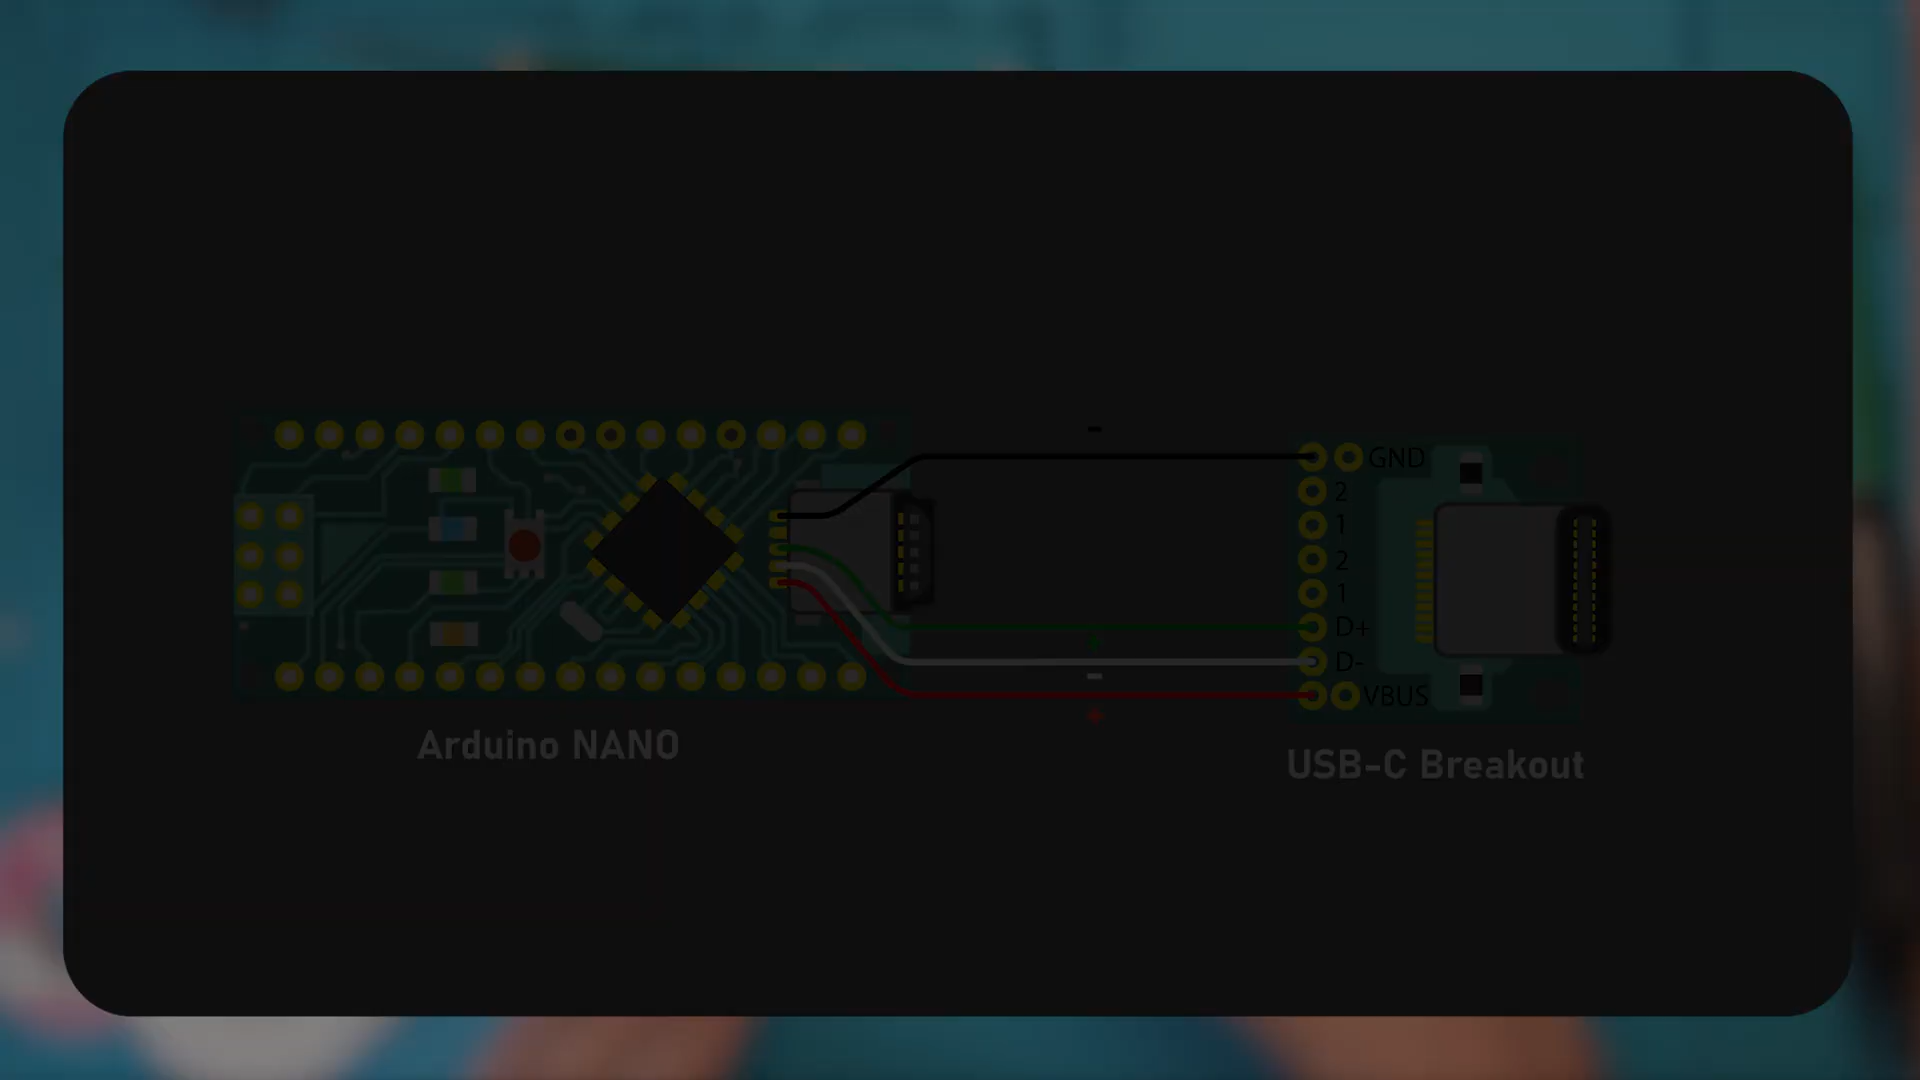 -
GND
2
1
2
1
D+
+
D-
-
VBUS
+
Arduino NANO
USB-C Breakout